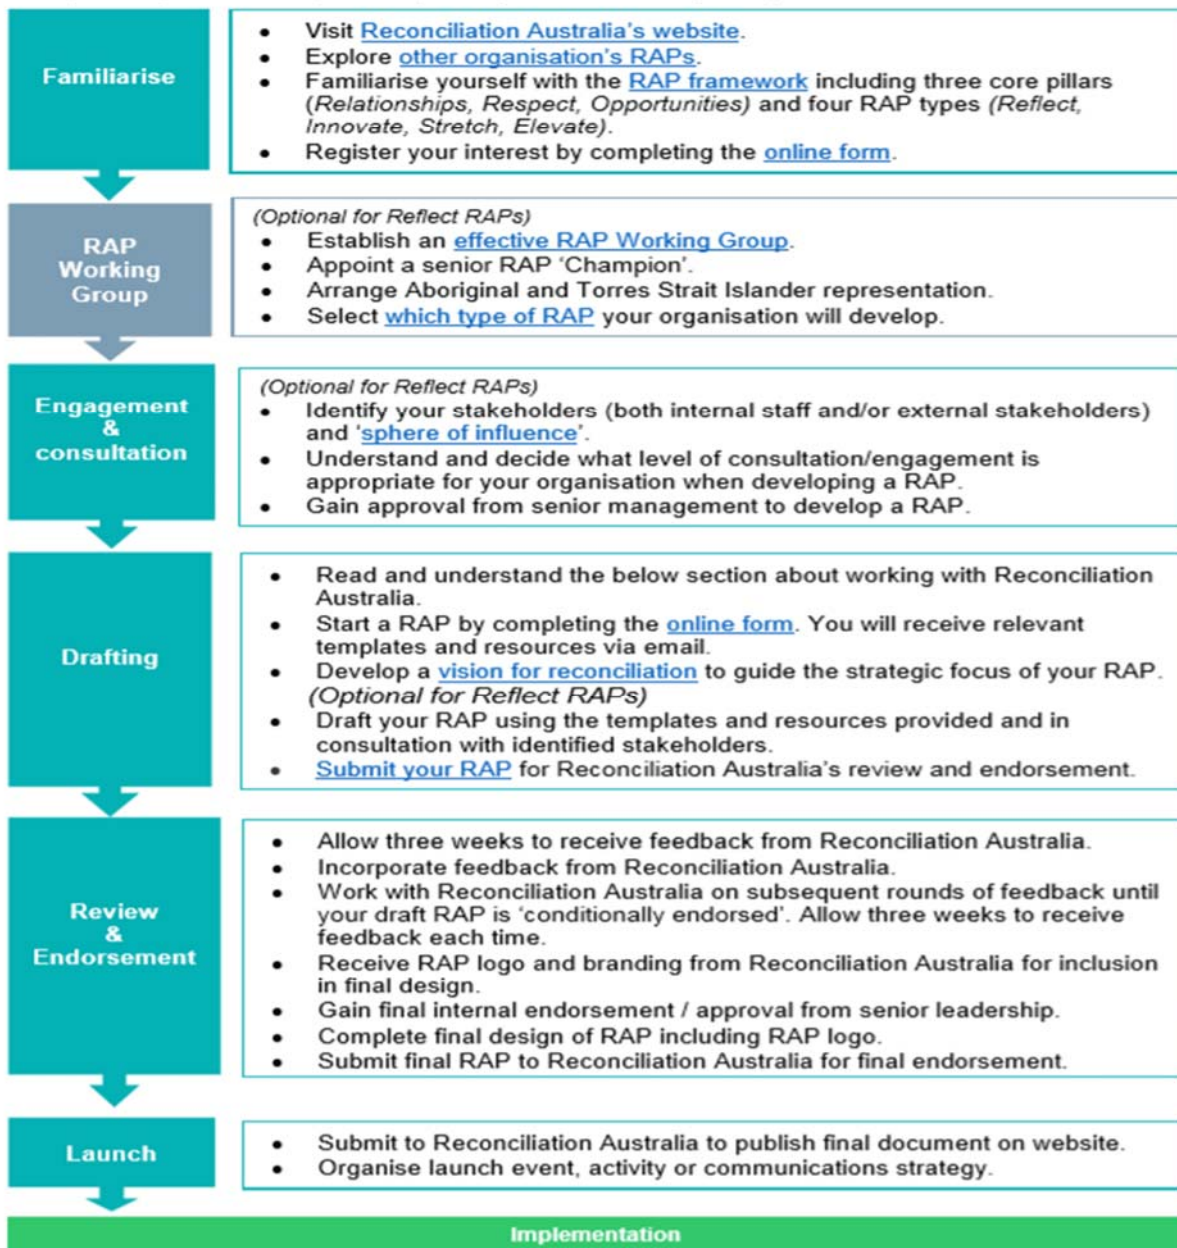 Familiarise
• Visit Reconciliation Australia's website.
• Explore other organisation's RAPs.
• Familiarise yourself with the RAP framework including three core pillars
(Relationships, Respect, Opportunities) and four RAP types (Reflect,
Innovate, Stretch, Elevate).
• Register your interest by completing the online form.
RAP
Working
Group
(Optional for Reflect RAPs)
• Establish an effective RAP Working Group.
• Appoint a senior RAP 'Champion'.
• Arrange Aboriginal and Torres Strait Islander representation.
• Select which type of RAP your organisation will develop.
Engagement
&
consultation
(Optional for Reflect RAPs)
• Identify your stakeholders (both internal staff and/or external stakeholders)
and 'sphere of influence'.
• Understand and decide what level of consultation/engagement is
appropriate for your organisation when developing a RAP.
• Gain approval from senior management to develop a RAP.
Drafting
• Read and understand the below section about working with Reconciliation
Australia.
• Start a RAP by completing the online form. You will receive relevant
templates and resources via email.
• Develop a vision for reconciliation to guide the strategic focus of your RAP.
(Optional for Reflect RAPs)
• Draft your RAP using the templates and resources provided and in
consultation with identified stakeholders.
• Submit your RAP for Reconciliation Australia's review and endorsement.
Review
&
Endorsement
• Allow three weeks to receive feedback from Reconciliation Australia.
• Incorporate feedback from Reconciliation Australia.
• Work with Reconciliation Australia on subsequent rounds of feedback until
your draft RAP is 'conditionally endorsed'. Allow three weeks to receive
feedback each time.
• Receive RAP logo and branding from Reconciliation Australia for inclusion
in final design.
• Gain final internal endorsement / approval from senior leadership.
• Complete final design of RAP including RAP logo.
• Submit final RAP to Reconciliation Australia for final endorsement.
Launch
• Submit to Reconciliation Australia to publish final document on website.
• Organise launch event, activity or communications strategy.
Implementation